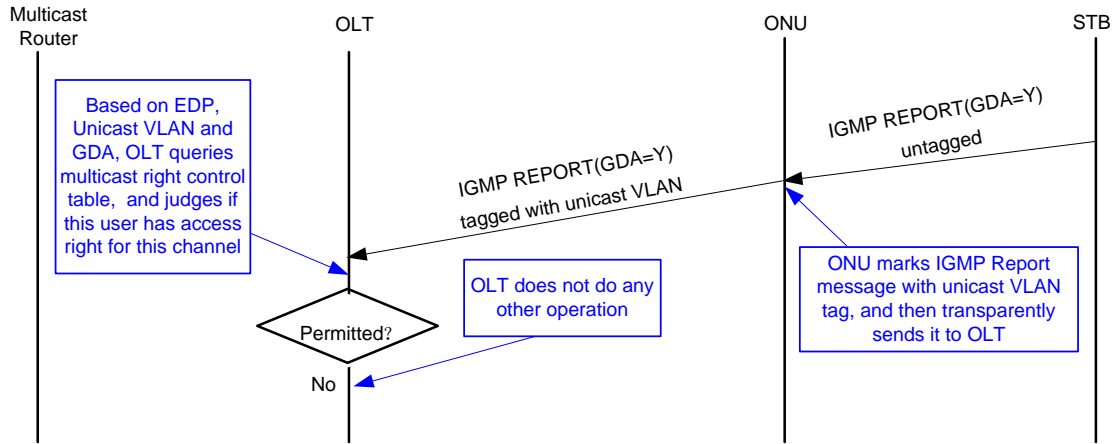 Multicast
Router
OLT
ONU
STB
Based on EDP,
Unicast VLAN and
GDA, OLT queries
multicast right control
table,  and judges if
this user has access
right for this channel
IGMP REPORT(GDA=Y)
untagged
IGMP REPORT(GDA=Y)
tagged with unicast VLAN
ONU marks IGMP Report
message with unicast VLAN
tag, and then transparently
sends it to OLT
OLT does not do any
other operation
Permitted?
No